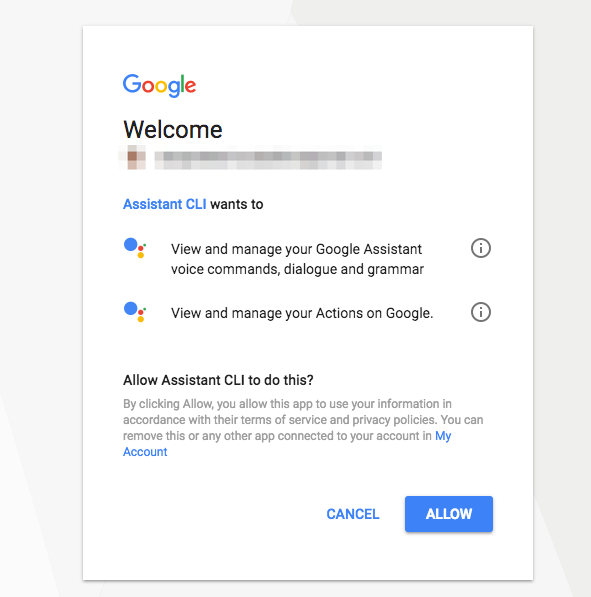 Google
Welcome
Assistant CLI wants to
View and manage your Google Assistant
voice commands, dialogue and grammar
View and manage your Actions on Google.
Allow Assistant CLI to do this?
By clicking Allow, you allow this app to use your information in
accordance with their terms of service and privacy policies. You can
remove this or any other app connected to your account in My
Account
CANCEL
ALLOW